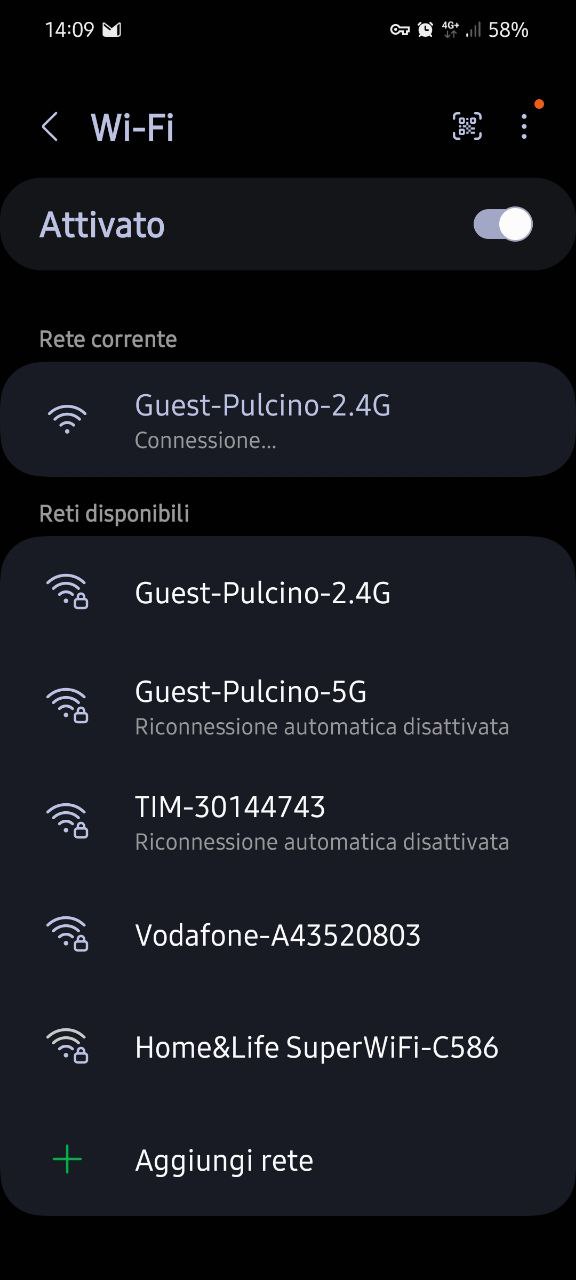 14:09
4G+ 58%
Wi-Fi
Attivato
Rete corrente
Guest-Pulcino-2.4G
Connessione...
Reti disponibili
Guest-Pulcino-2.4G
Guest-Pulcino-5G
Riconnessione automatica disattivata
TIM-30144743
Riconnessione automatica disattivata
Vodafone-A43520803
Home&Life SuperWiFi-C586
Aggiungi rete